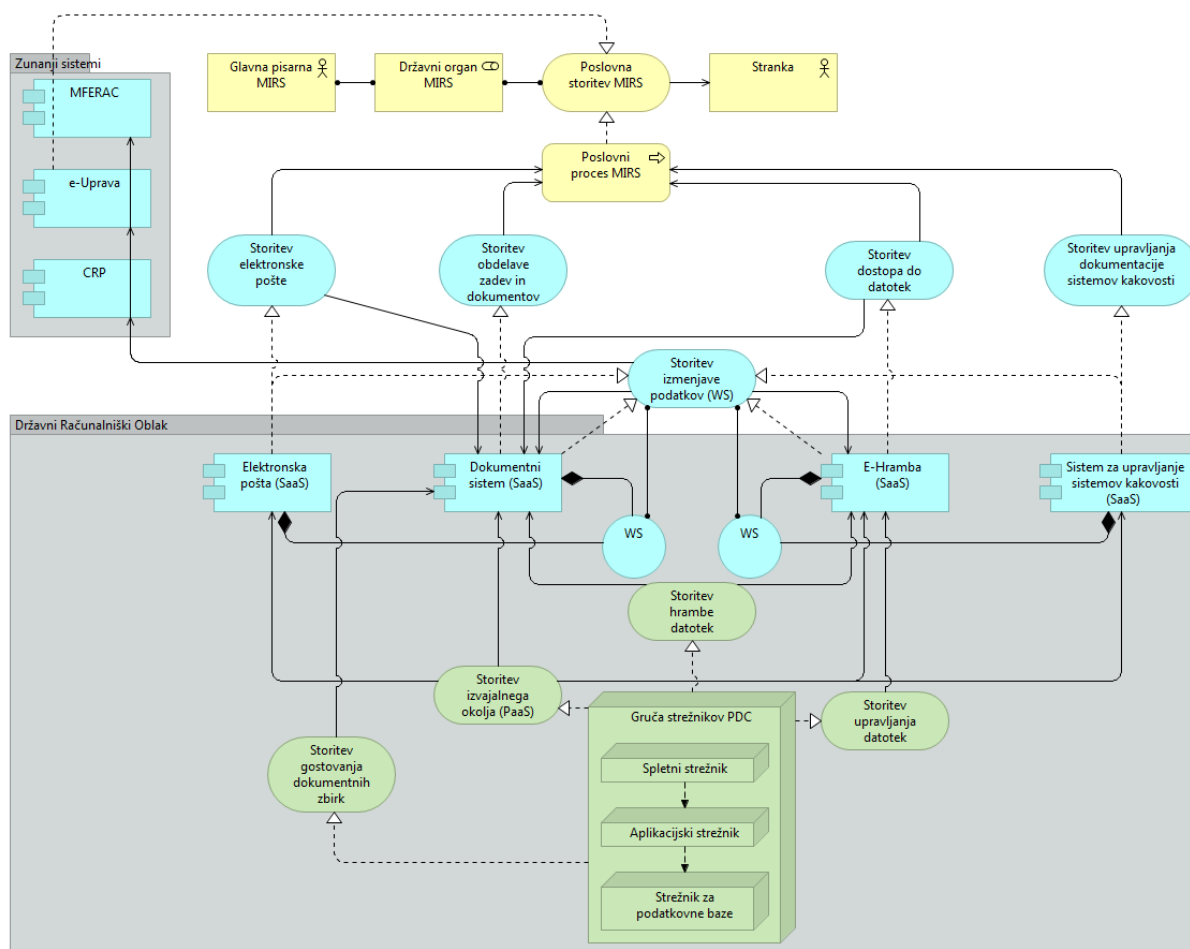 Zunanji sistemi
MFERAC
e-Uprava
CRP
Glavna pisarna
MIRS
Državni organ
MIRS
Poslovna
storitev MIRS
Stranka
Poslovni
proces MIRS
Storitev
elektronske
pošte
Storitev
obdelave
zadev in
dokumentov
Storitev
dostopa do
datotek
Storitev upravljanja
dokumentacije
sistemov kakovosti
Storitev
izmenjave
podatkov (WS)
Državni Računalniški Oblak
Elektronska
pošta (SaaS)
Dokumentni
sistem (SaaS)
E-Hramba
(SaaS)
Sistem za upravljanje
sistemov kakovosti
(SaaS)
WS
WS
Storitev
hrambe
datotek
Storitev
izvajalnega
okolja (PaaS)
Gruča strežnikov PDC
Storitev
upravljanja
datotek
Storitev
gostovanja
dokumentnih
zbirk
Spletni strežnik
Aplikacijski strežnik
Strežnik za
podatkovne baze